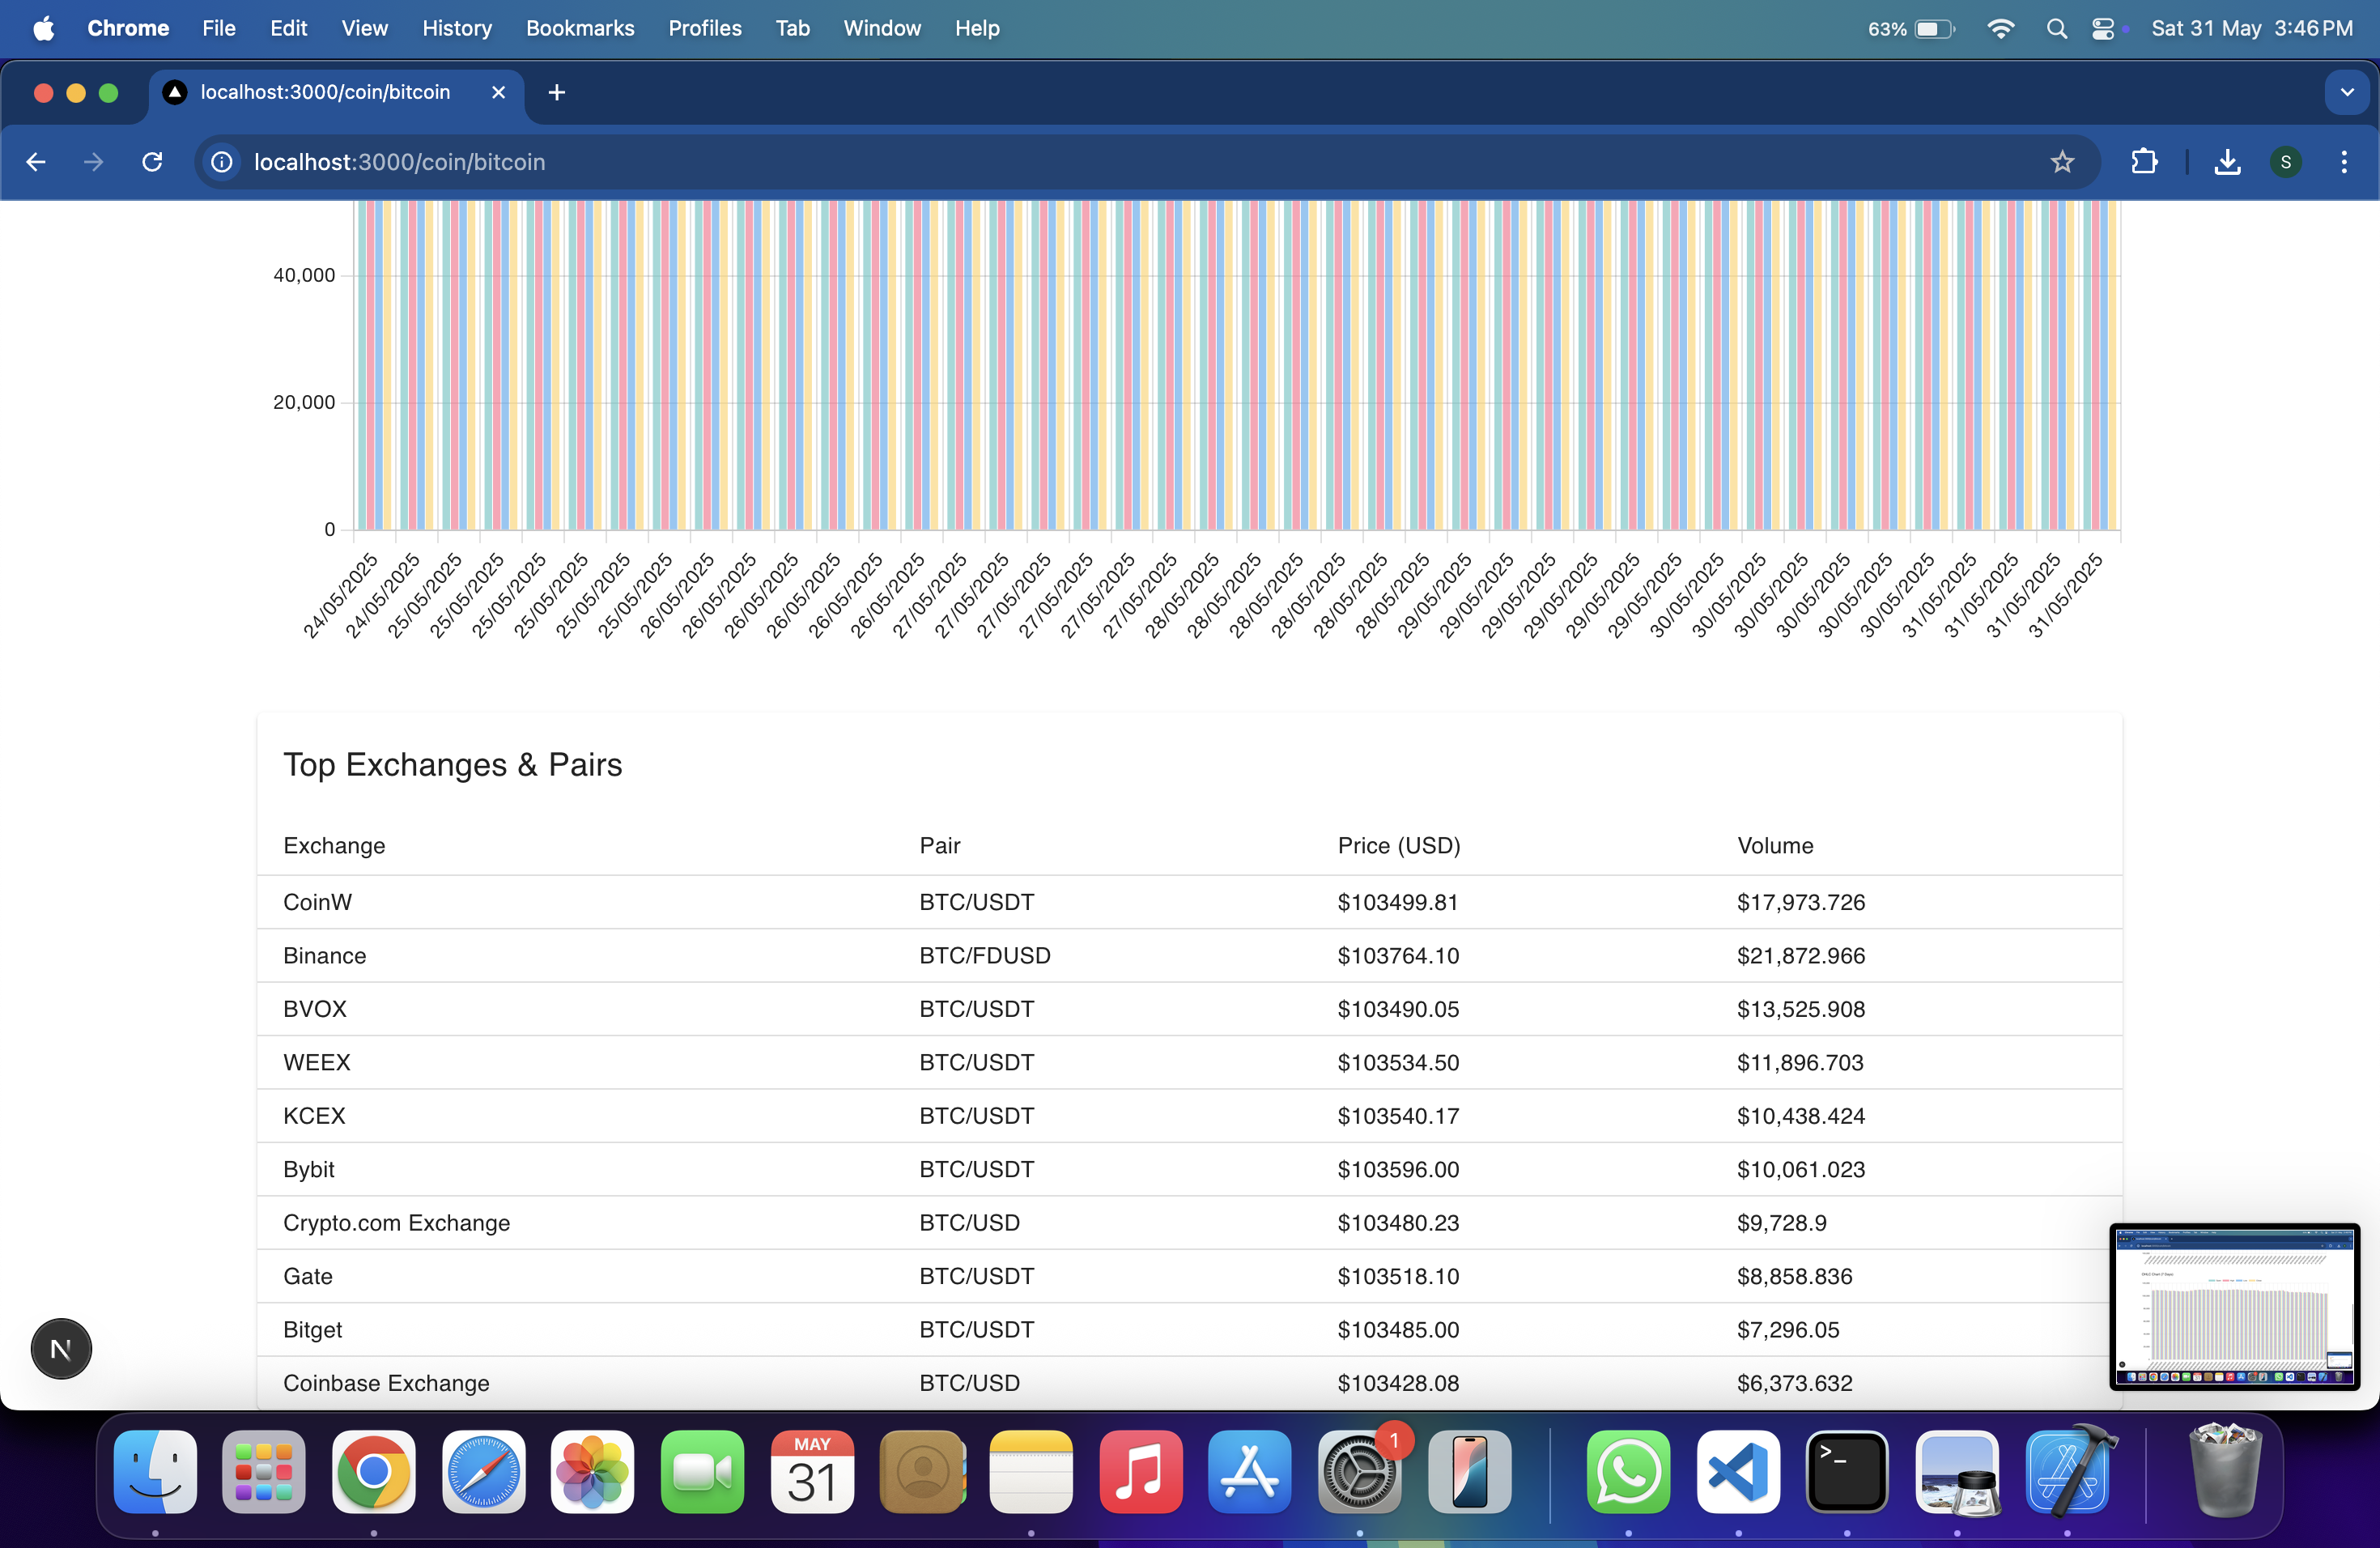 Chrome File Edit View History Bookmarks Profiles Tab Window Help 63% Sat 31 May 3:46 PM
localhost:3000/coin/bitcoin
localhost:3000/coin/bitcoin S
40,000
20,000
0
24/05/2025 24/05/2025 25/05/2025 25/05/2025 25/05/2025 25/05/2025 25/05/2025 25/05/2025 26/05/2025 26/05/2025 26/05/2025 26/05/2025 26/05/2025 26/05/2025 27/05/2025 27/05/2025 27/05/2025 27/05/2025 27/05/2025 27/05/2025 28/05/2025 28/05/2025 28/05/2025 28/05/2025 28/05/2025 28/05/2025 29/05/2025 29/05/2025 29/05/2025 29/05/2025 29/05/2025 29/05/2025 30/05/2025 30/05/2025 30/05/2025 30/05/2025 30/05/2025 30/05/2025 31/05/2025 31/05/2025 31/05/2025 31/05/2025
Top Exchanges & Pairs
Exchange Pair Price (USD) Volume
CoinW BTC/USDT $103499.81 $17,973.726
Binance BTC/FDUSD $103764.10 $21,872.966
BVOX BTC/USDT $103490.05 $13,525.908
WEEX BTC/USDT $103534.50 $11,896.703
KCEX BTC/USDT $103540.17 $10,438.424
Bybit BTC/USDT $103596.00 $10,061.023
Crypto.com Exchange BTC/USD $103480.23 $9,728.9
Gate BTC/USDT $103518.10 $8,858.836
Bitget BTC/USDT $103485.00 $7,296.05
Coinbase Exchange BTC/USD $103428.08 $6,373.632
N
MAY
31
1
>_